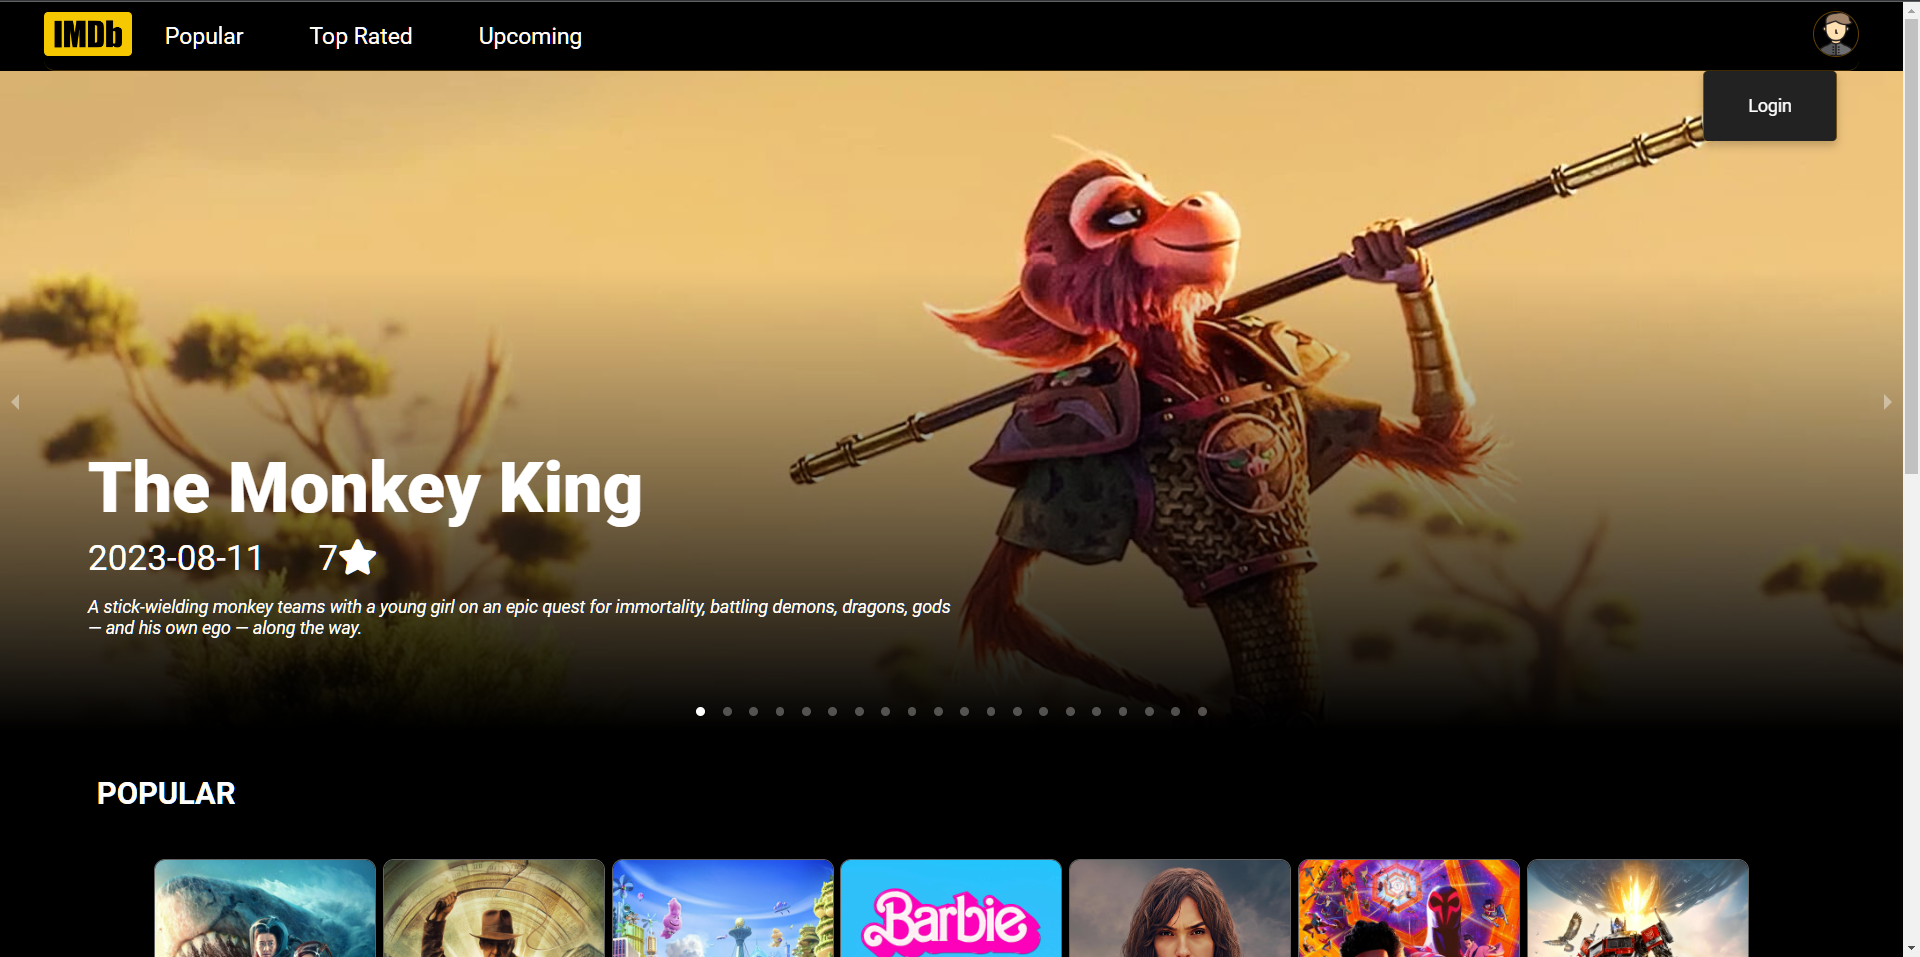 IMDb Popular Top Rated Upcoming
Login
The Monkey King
2023-08-11 7
A stick-wielding monkey teams with a young girl on an epic quest for immortality, battling demons, dragons, gods
— and his own ego — along the way.
POPULAR
Barbie